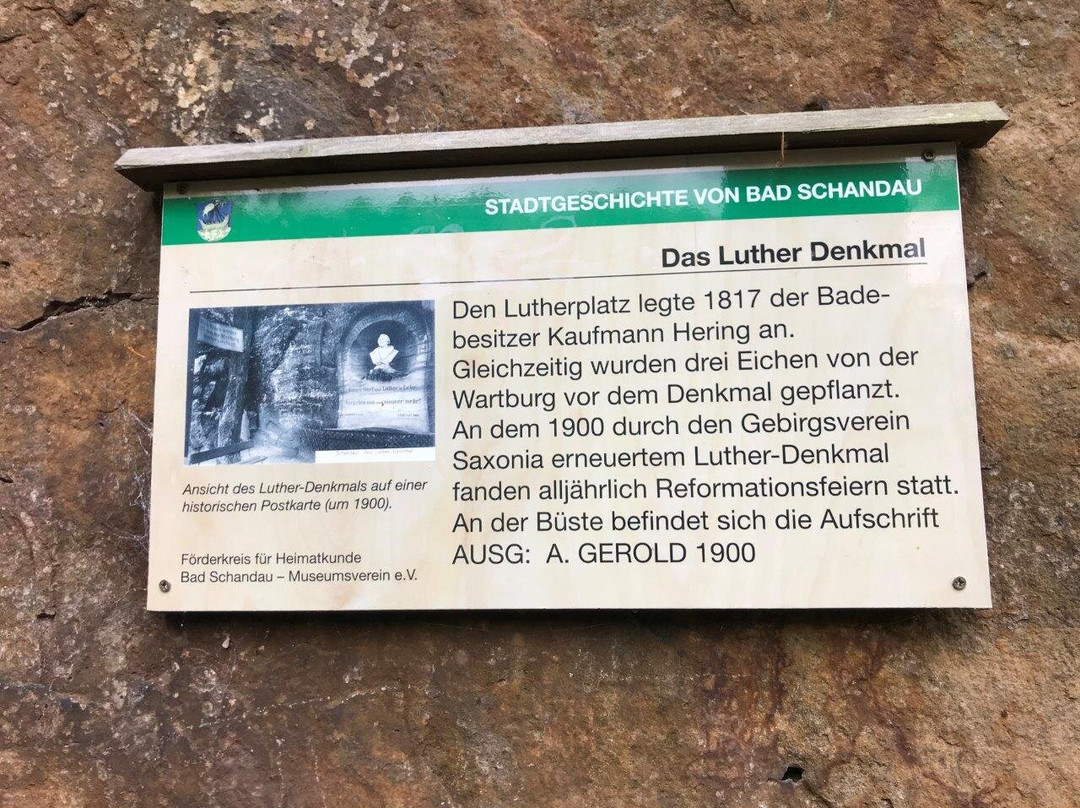 STADTGESCHICHTE VON BAD SCHANDAU
Das Luther Denkmal
Den Lutherplatz legte 1817 der Bade-
besitzer Kaufmann Hering an.
Gleichzeitig wurden drei Eichen von der
Wartburg vor dem Denkmal gepflanzt.
An dem 1900 durch den Gebirgsverein
Saxonia erneuertem Luther-Denkmal
fanden alljährlich Reformationsfeiern statt.
An der Büste befindet sich die Aufschrift
AUSG: A. GEROLD 1900
Ansicht des Luther-Denkmals auf einer
historischen Postkarte (um 1900).
Förderkreis für Heimatkunde
Bad Schandau – Museumsverein e.V.